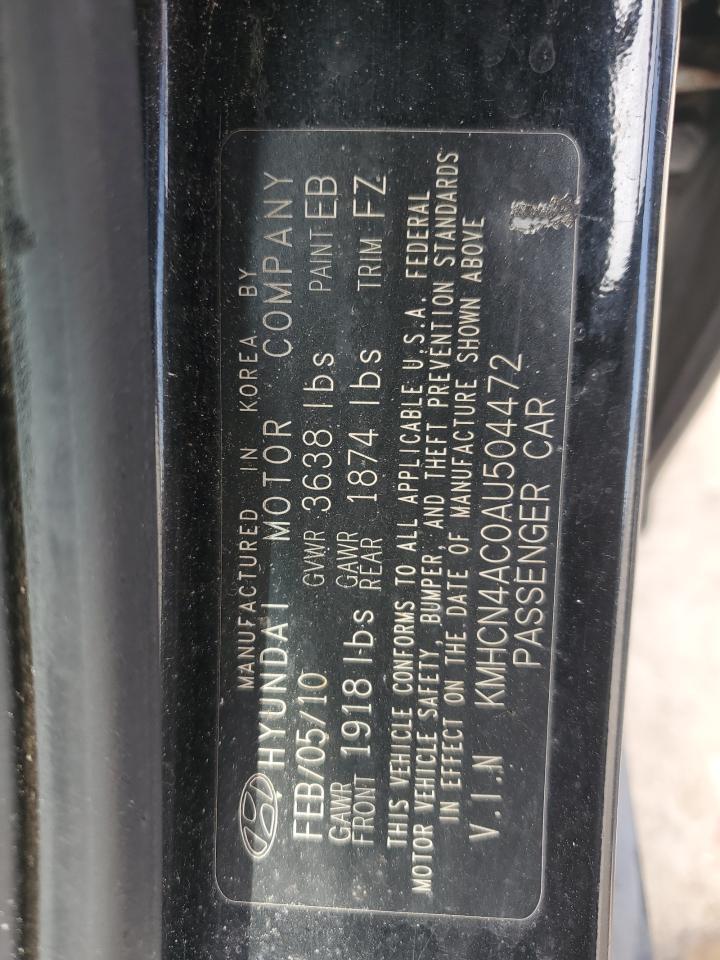 MANUFACTURED IN KOREA BY
HYUNDAI MOTOR COMPANY
FEB/05/10 GVWR 3638 lbs PAINT EB
GAWR FRONT 1918 lbs GAWR REAR 1874 lbs TRIM FZ
THIS VEHICLE CONFORMS TO ALL APPLICABLE U.S.A. FEDERAL
MOTOR VEHICLE SAFETY, BUMPER, AND THEFT PREVENTION STANDARDS
IN EFFECT ON THE DATE OF MANUFACTURE SHOWN ABOVE
V.I.N KMHCN4AC0AU504472
PASSENGER CAR